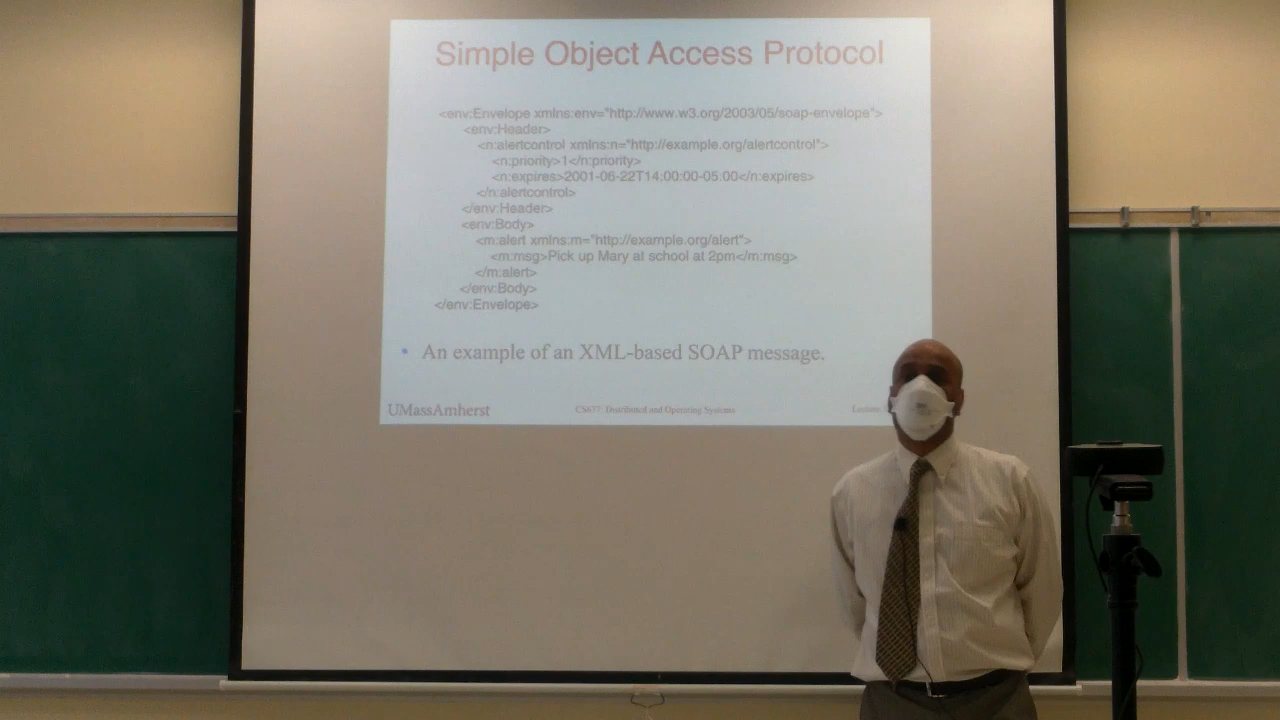 Simple Object Access Protocol
<env:Envelope xmlns:env="http://www.w3.org/2003/05/soap-envelope">
<env:Header>
<n:alertcontrol xmlns:n="http://example.org/alertcontrol">
<n:priority>1</n:priority>
<n:expires>2001-06-22T14:00:00-05:00</n:expires>
</n:alertcontrol>
</env:Header>
<env:Body>
<m:alert xmlns:m="http://example.org/alert">
<m:msg>Pick up Mary at school at 2pm</m:msg>
</m:alert>
</env:Body>
</env:Envelope>
• An example of an XML-based SOAP message.
UMassAmherst
CS677: Distributed and Operating Systems
Lecture